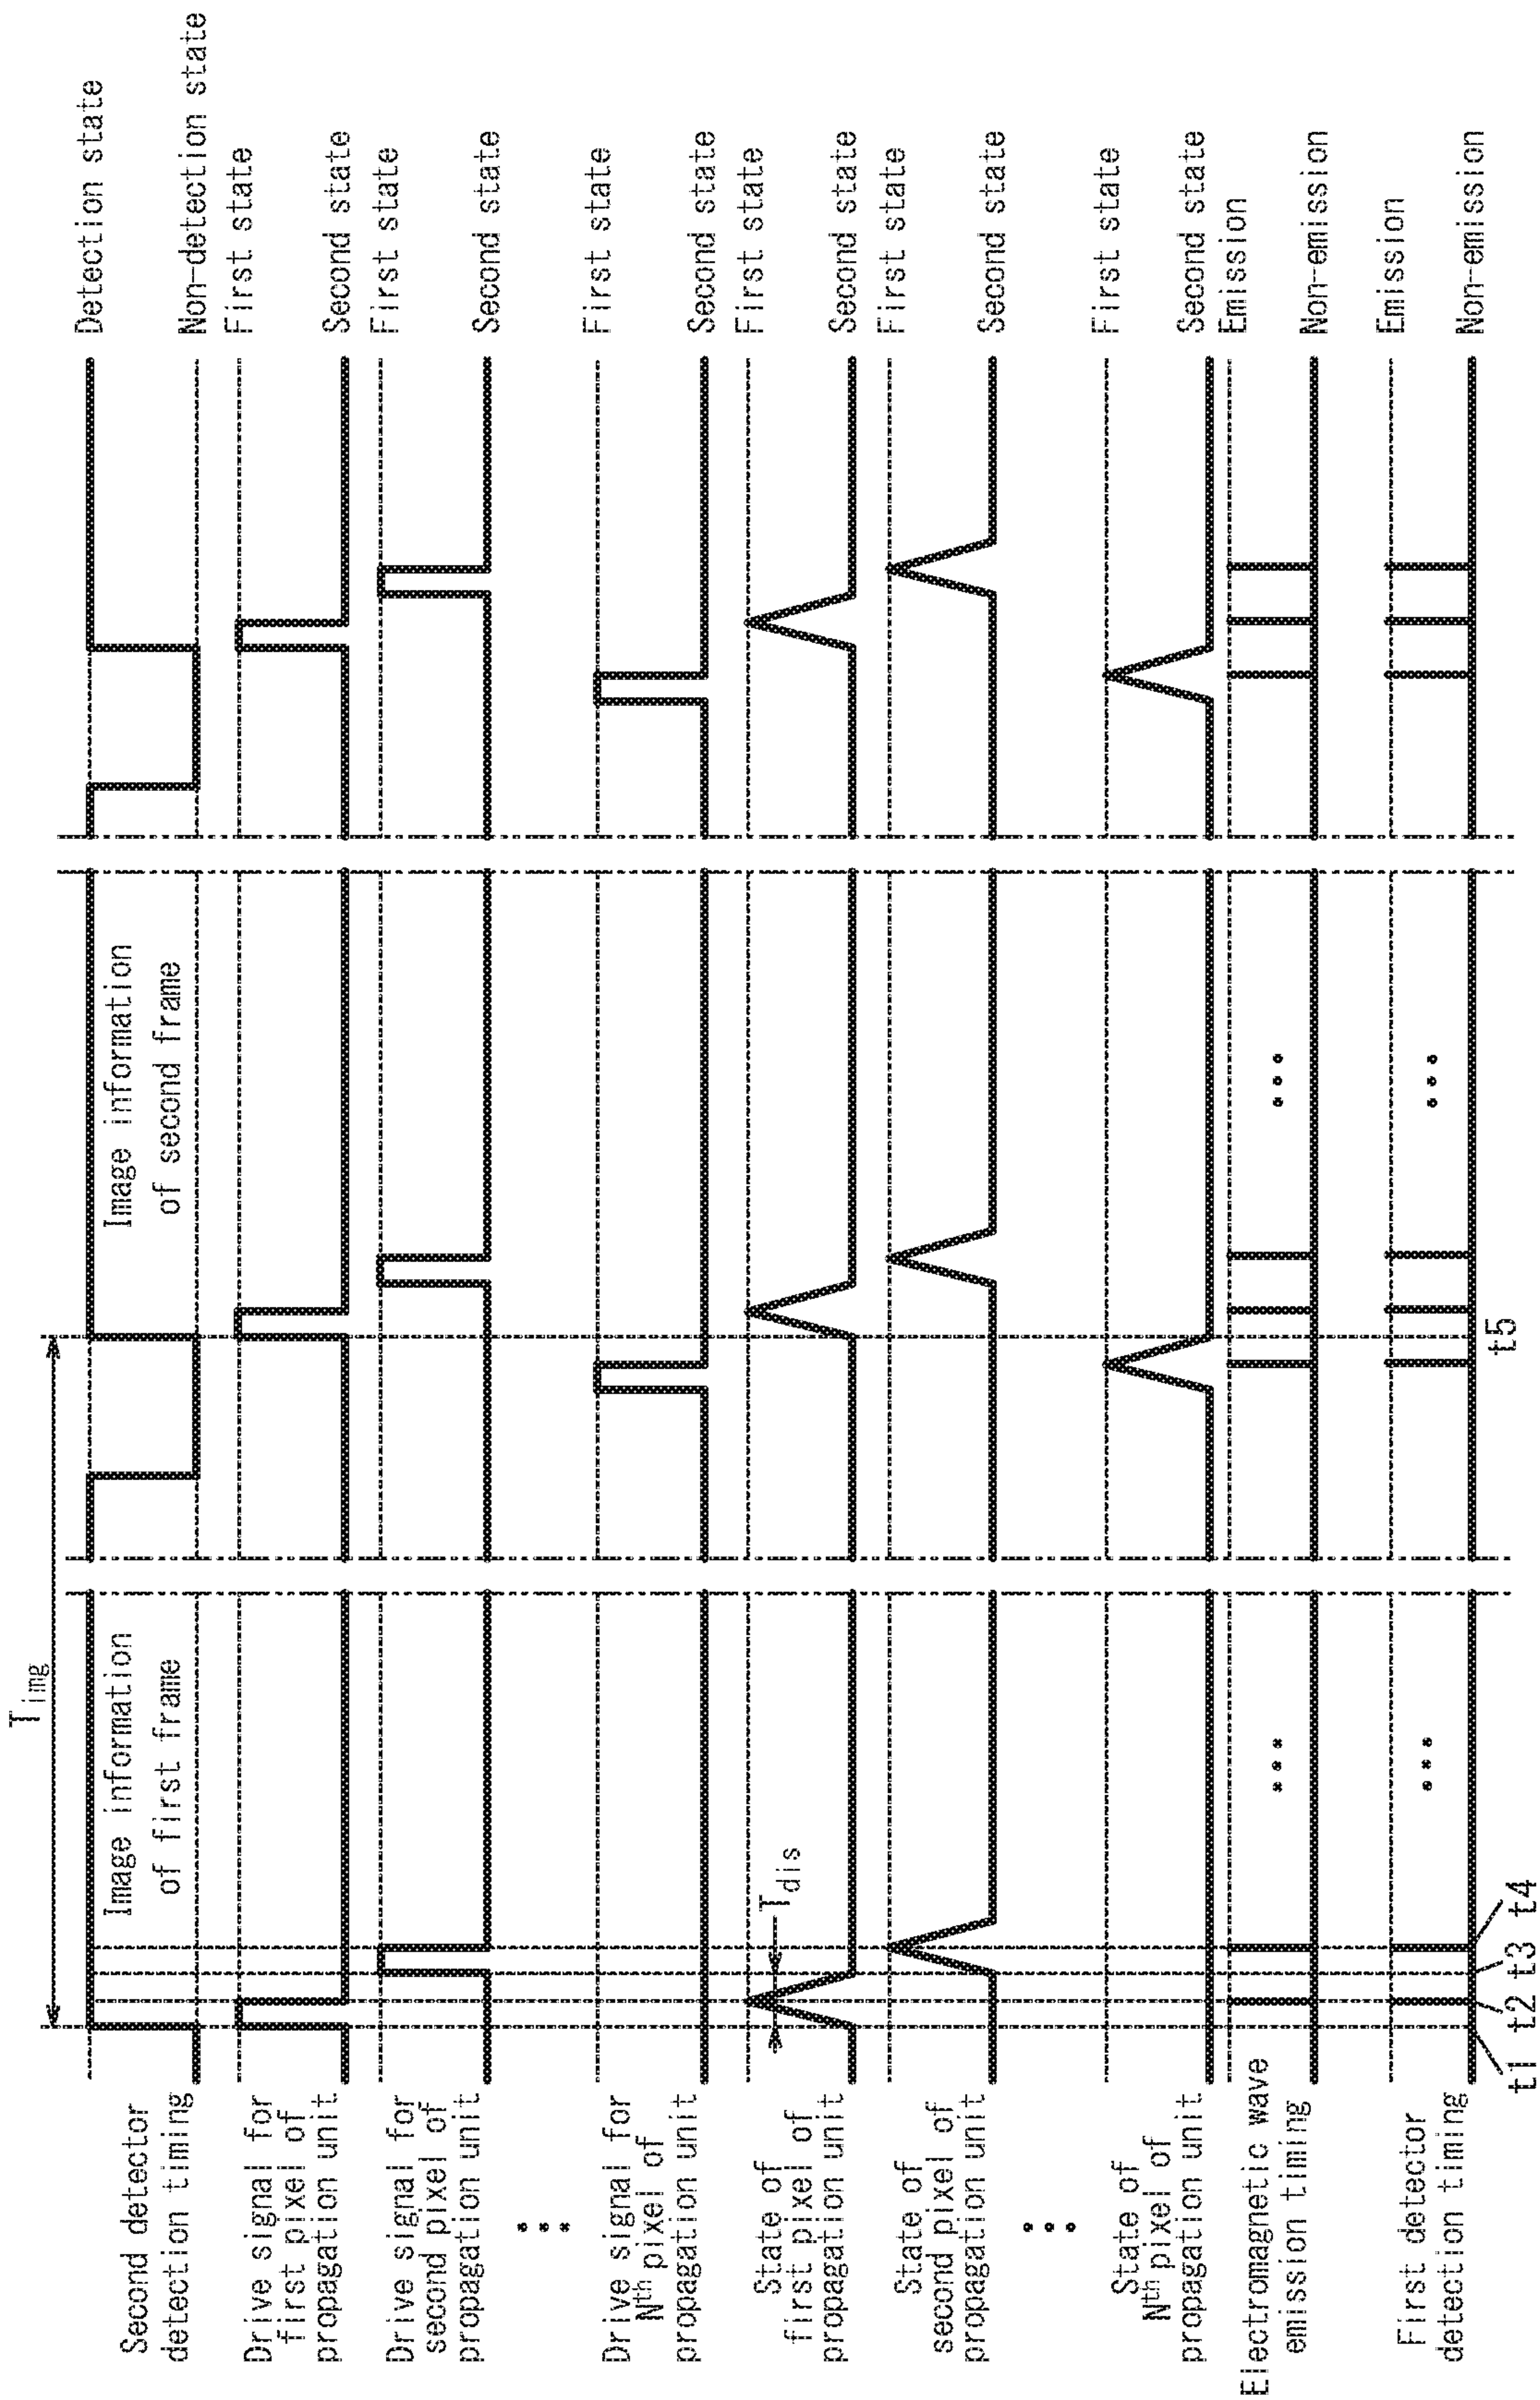 T img
Second detector
detection timing
Image information
of first frame
Image information
of second frame
Detection state
Non-detection state
Drive signal for
first pixel of
propagation unit
First state
Second state
Drive signal for
second pixel of
propagation unit
First state
Second state
Drive signal for
Nth pixel of
propagation unit
First state
Second state
State of
first pixel of
propagation unit
T dis
First state
Second state
State of
second pixel of
propagation unit
First state
Second state
State of
Nth pixel of
propagation unit
First state
Second state
Electromagnetic wave
emission timing
Emission
Non-emission
First detector
detection timing
Emission
Non-emission
t1 t2 t3 t4 t5